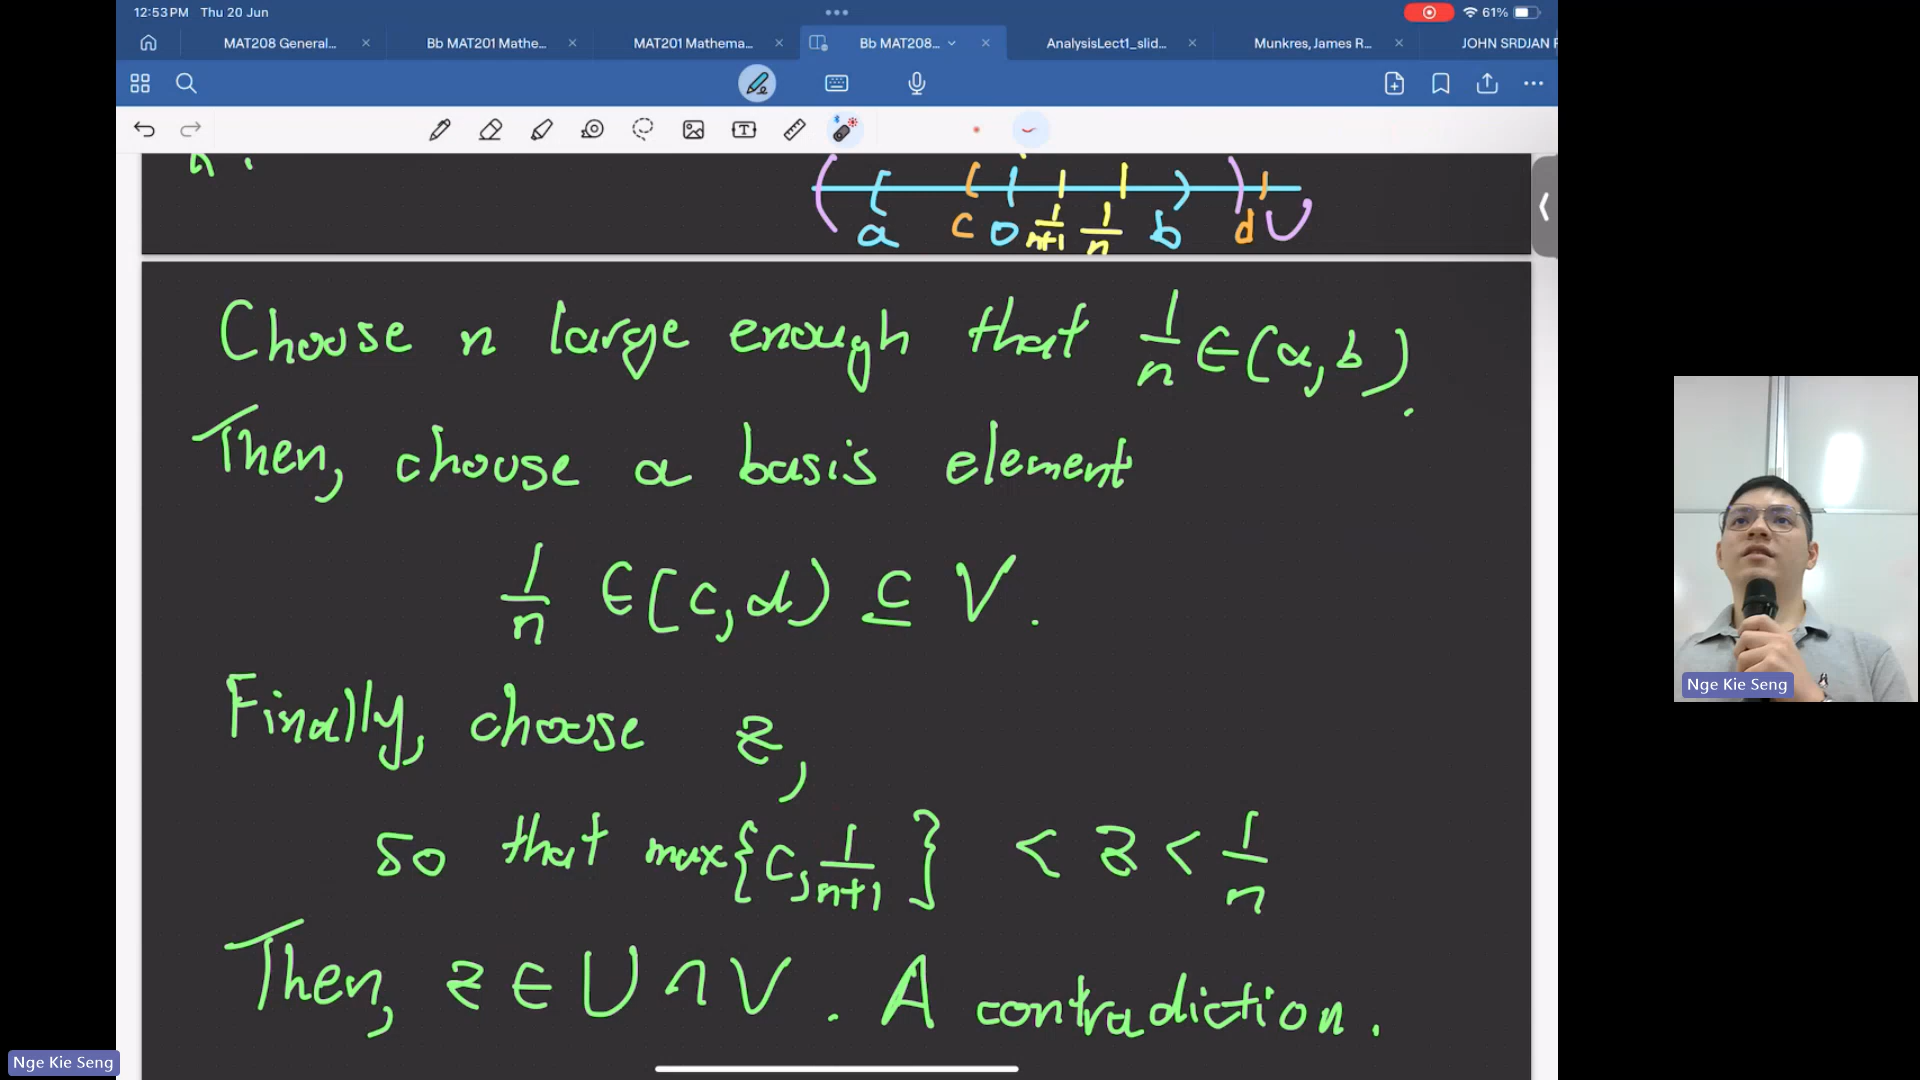 12:53 PM Thu 20 Jun
61%
MAT208 General...
Bb MAT201 Mathe...
MAT201 Mathema...
Bb MAT208...
AnalysisLect1_slid...
Munkres, James R...
JOHN SRDJAN
( [ ( 0 | | ) )
a c 0 1/n+1 1/n b d U
Choose n large enough that 1/n ∈ (a, b).
Then, choose a basis element
1/n ∈ (c, d) ⊆ V.
Finally, choose z,
so that max{c, 1/n+1} < z < 1/n
Then, z ∈ U ∩ V. A contradiction.
Nge Kie Seng
Nge Kie Seng